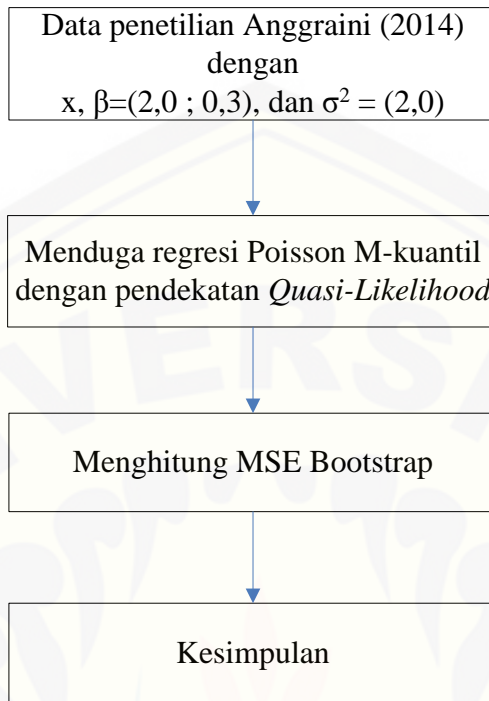 Data penetilian Anggraini (2014)
dengan
x, β=(2,0 ; 0,3), dan σ² = (2,0)
Menduga regresi Poisson M-kuantil
dengan pendekatan Quasi-Likelihood
Menghitung MSE Bootstrap
Kesimpulan